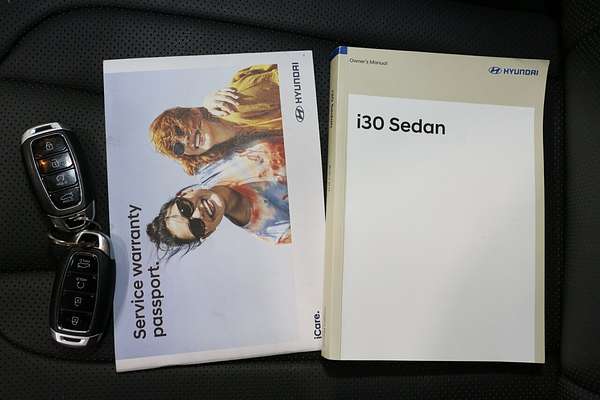 Service warranty
passport.
HYUNDAI
iCare.
Owner's Manual
HYUNDAI
i30 Sedan